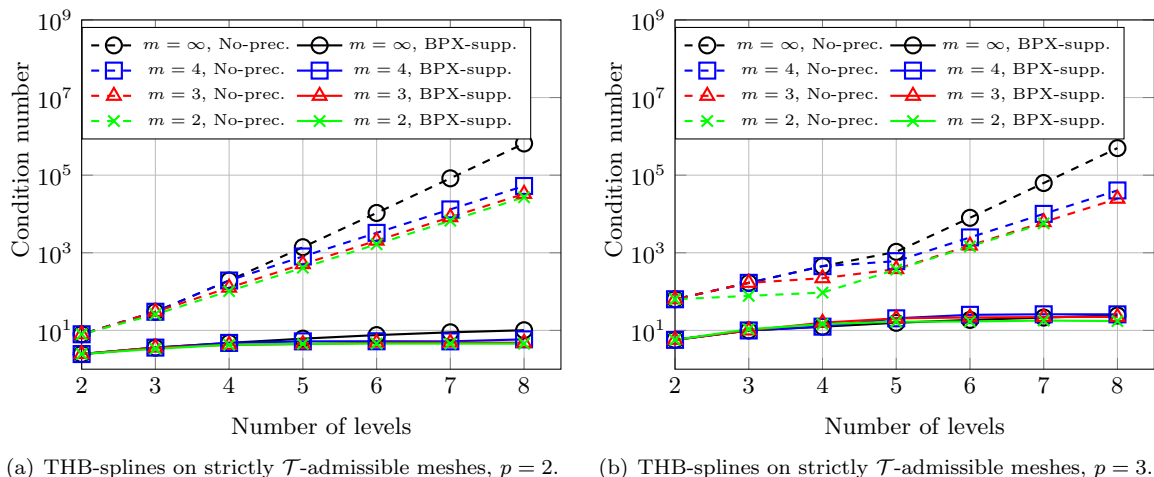 10^9
10^7
10^5
10^3
10^1
Condition number
m = ∞, No-prec. m = ∞, BPX-supp.
m = 4, No-prec. m = 4, BPX-supp.
m = 3, No-prec. m = 3, BPX-supp.
m = 2, No-prec. m = 2, BPX-supp.
2 3 4 5 6 7 8
Number of levels
(a) THB-splines on strictly 𝒯-admissible meshes, p = 2.
10^9
10^7
10^5
10^3
10^1
Condition number
m = ∞, No-prec. m = ∞, BPX-supp.
m = 4, No-prec. m = 4, BPX-supp.
m = 3, No-prec. m = 3, BPX-supp.
m = 2, No-prec. m = 2, BPX-supp.
2 3 4 5 6 7 8
Number of levels
(b) THB-splines on strictly 𝒯-admissible meshes, p = 3.